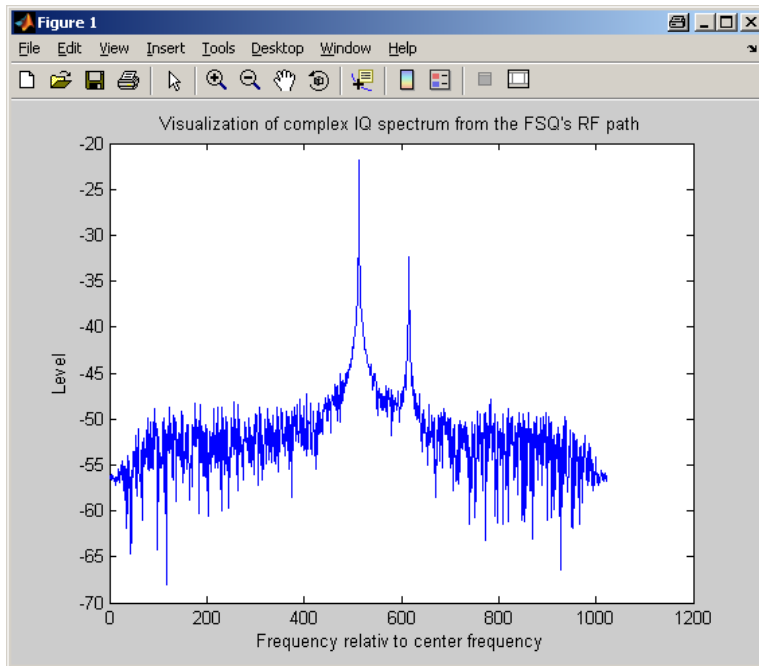 Figure 1
File Edit View Insert Tools Desktop Window Help
Visualization of complex IQ spectrum from the FSQ's RF path
-20
-25
-30
-35
-40
-45
-50
-55
-60
-65
-70
Level
0 200 400 600 800 1000 1200
Frequency relativ to center frequency